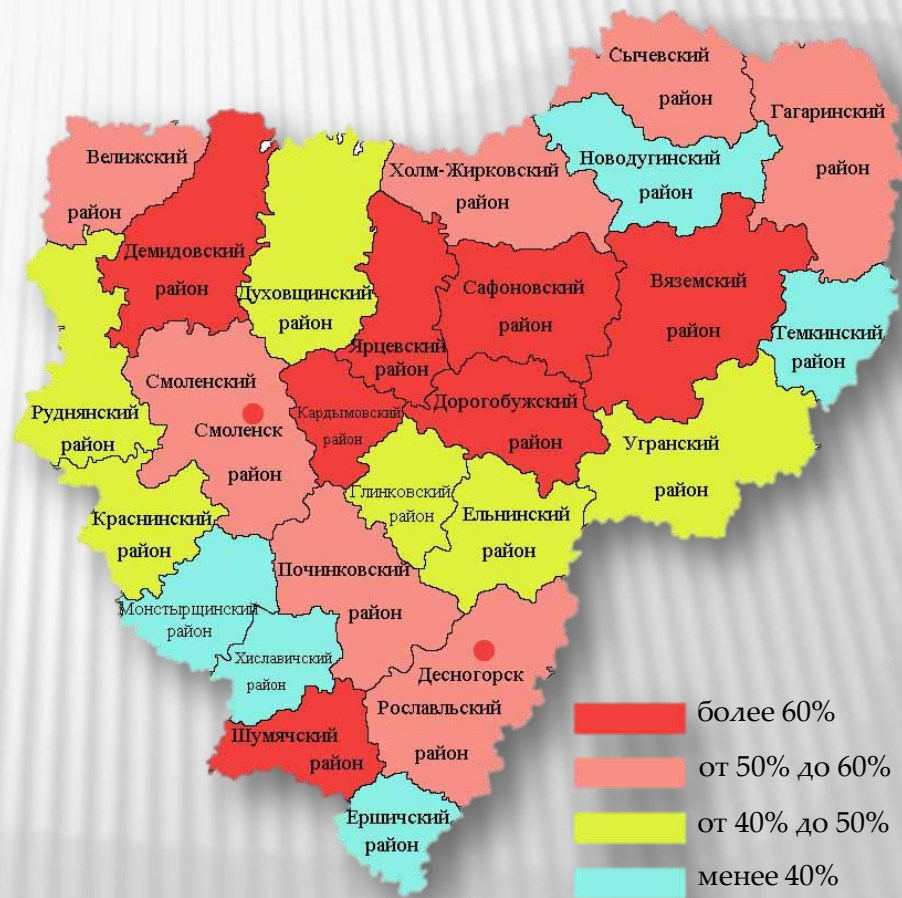 Сычевский
район
Гагаринский
район
Велижский
район
Холм-Жирковский
район
Новодугинский
район
Демидовский
район
Духовщинский
район
Ярцевский
район
Сафоновский
район
Вяземский
район
Темкинский
район
Смоленский
Смоленск
район
Руднянский
район
Кардымовский
район
Дорогобужский
район
Угранский
район
Глинковский
район
Ельнинский
район
Краснинский
район
Починковский
район
Монстырщинский
район
Хиславичский
район
Десногорск
Рославльский
район
Шумячский
район
Ершичский
район
более 60%
от 50% до 60%
от 40% до 50%
менее 40%